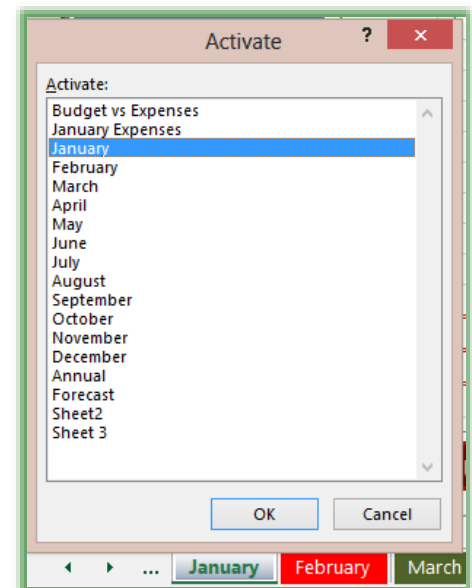 Activate ? ×
Activate:
Budget vs Expenses
January Expenses
January
February
March
April
May
June
July
August
September
October
November
December
Annual
Forecast
Sheet2
Sheet 3
OK Cancel
... January February March